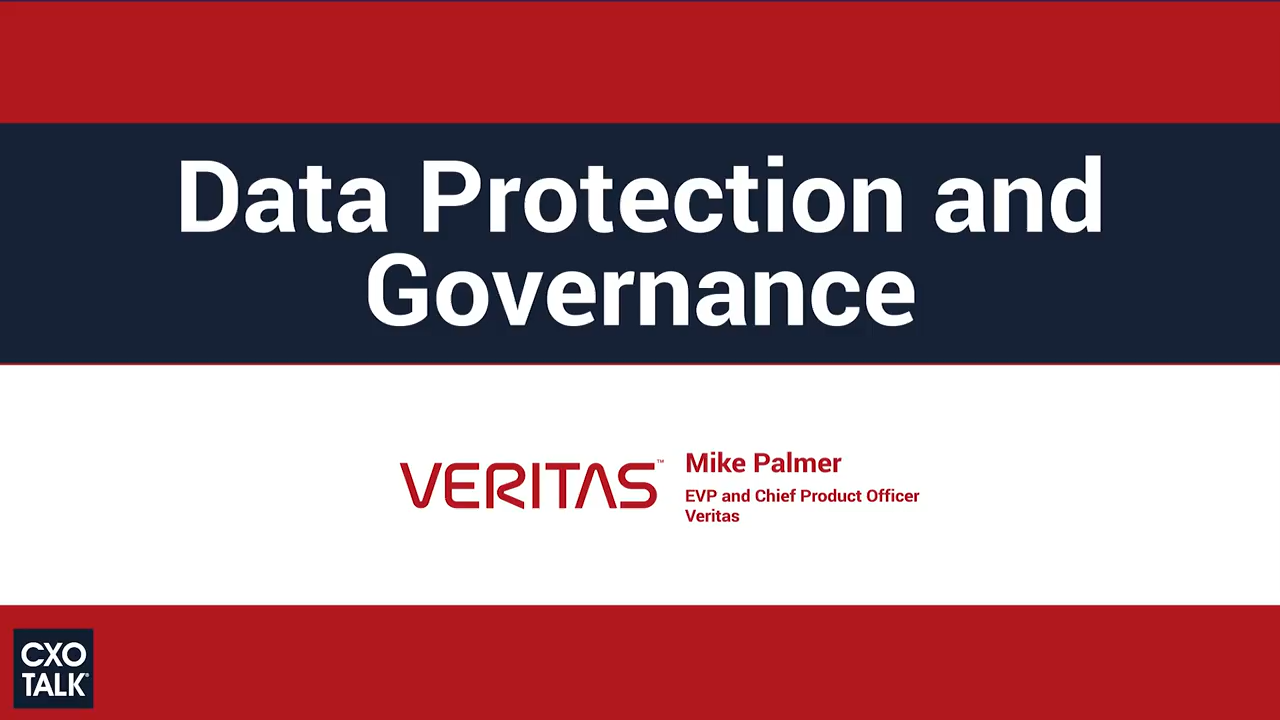 Data Protection and
Governance
VERITAS™
Mike Palmer
EVP and Chief Product Officer
Veritas
CXO
TALK®